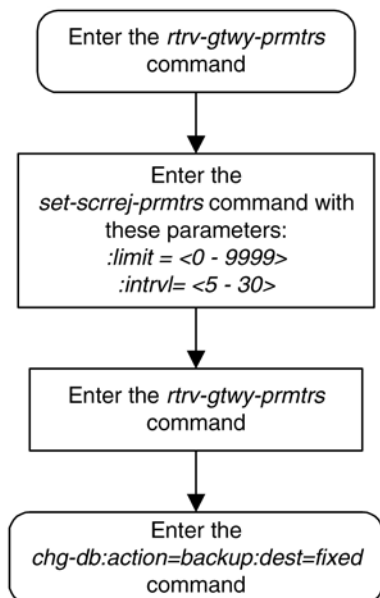 Enter the rtrv-gtwy-prmtrs
command
Enter the
set-scrrej-prmtrs command with
these parameters:
:limit = <0 - 9999>
:intrvl= <5 - 30>
Enter the rtrv-gtwy-prmtrs
command
Enter the
chg-db:action=backup:dest=fixed
command